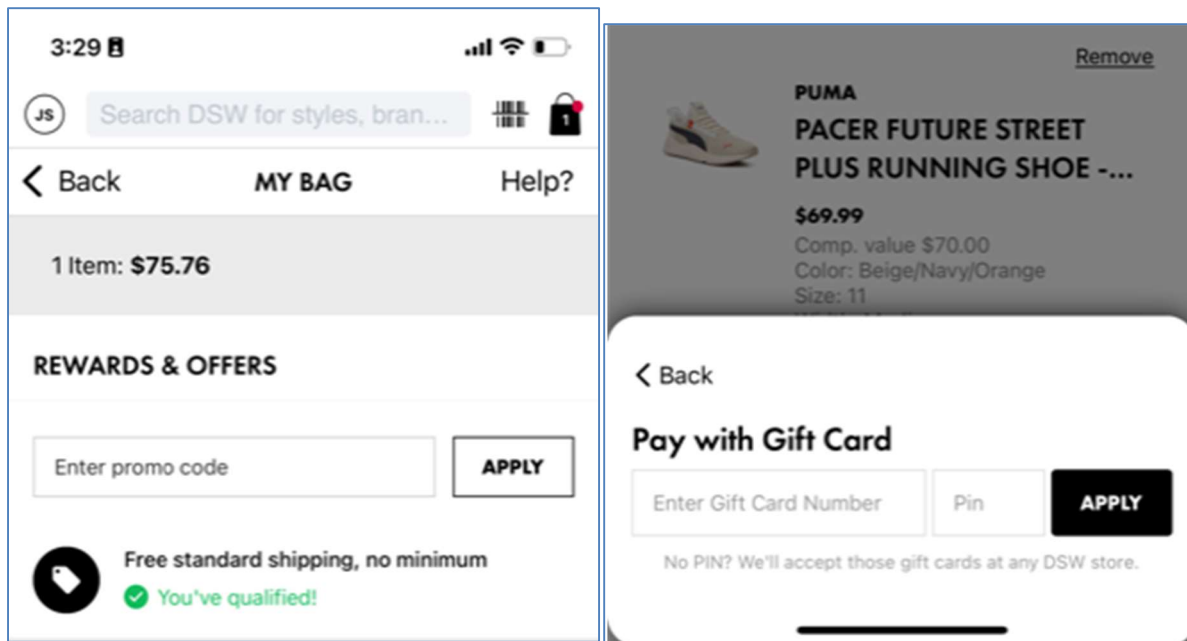 3:29
JS
Search DSW for styles, bran...
1
Back
MY BAG
Help?
1 Item: $75.76
REWARDS & OFFERS
Enter promo code
APPLY
Free standard shipping, no minimum
You've qualified!
Remove
PUMA
PACER FUTURE STREET
PLUS RUNNING SHOE -...
$69.99
Comp. value $70.00
Color: Beige/Navy/Orange
Size: 11
Back
Pay with Gift Card
Enter Gift Card Number
Pin
APPLY
No PIN? We'll accept those gift cards at any DSW store.